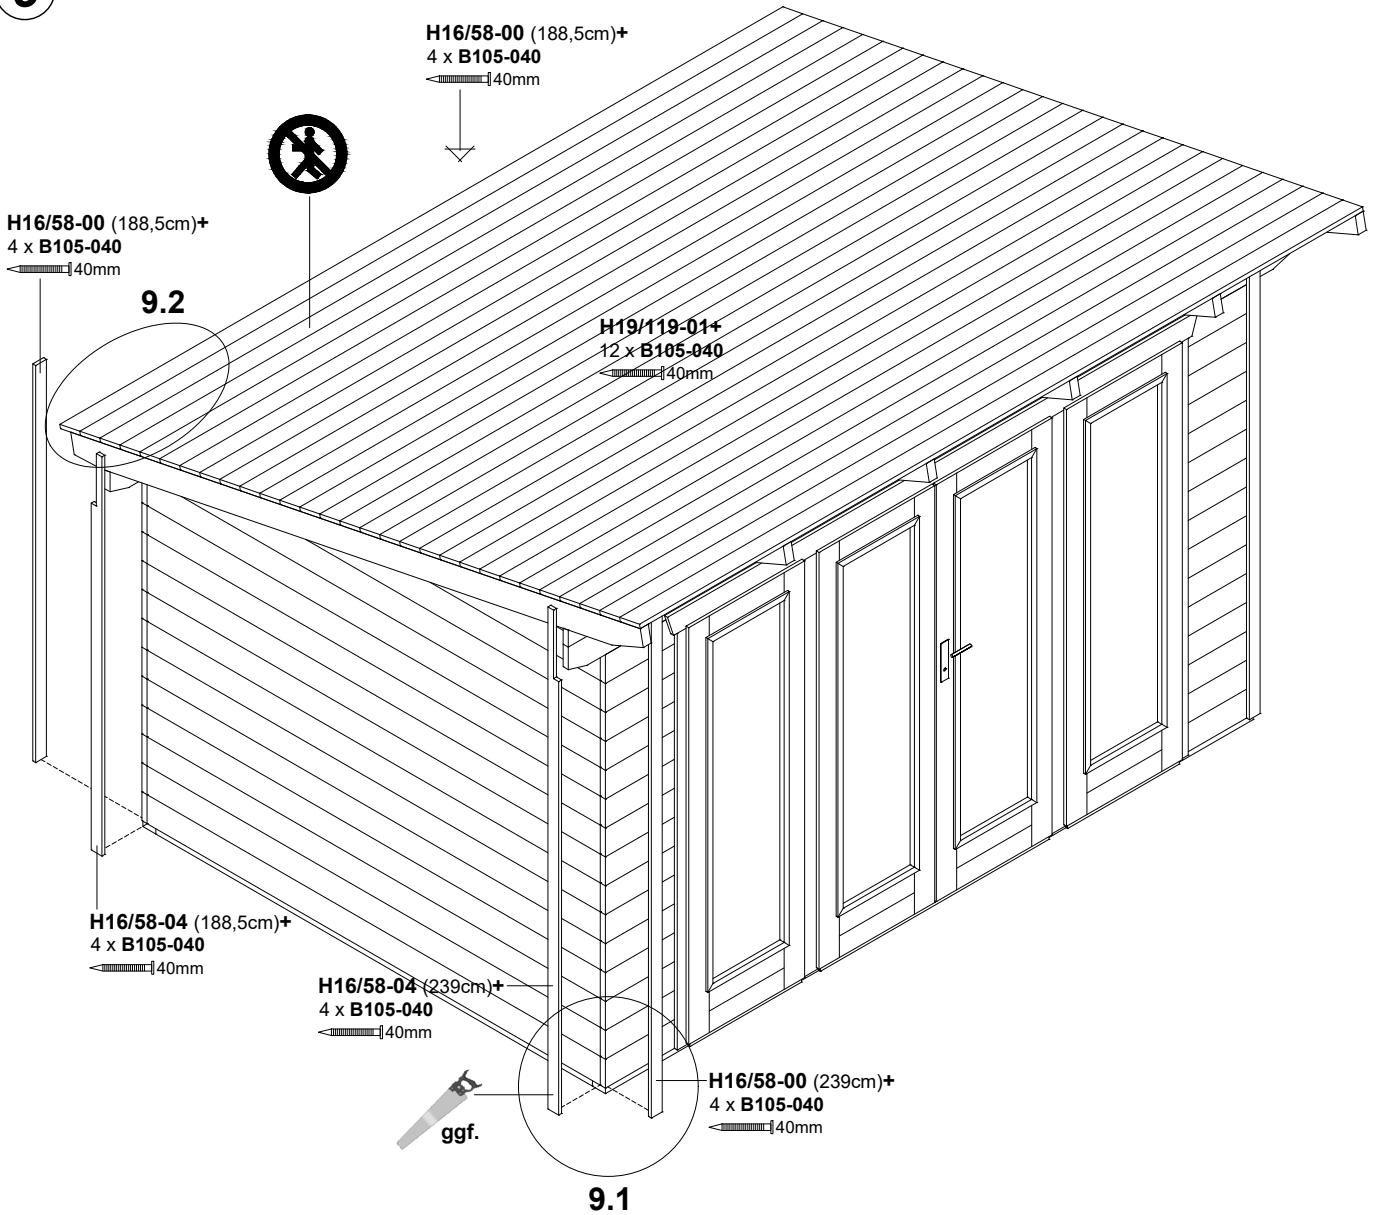 H16/58-00 (188,5cm)+
4 x B105-040
40mm
H16/58-00 (188,5cm)+
4 x B105-040
40mm
9.2
H19/119-01+
12 x B105-040
40mm
H16/58-04 (188,5cm)+
4 x B105-040
40mm
H16/58-04 (239cm)+
4 x B105-040
40mm
H16/58-00 (239cm)+
4 x B105-040
40mm
ggf.
9.1